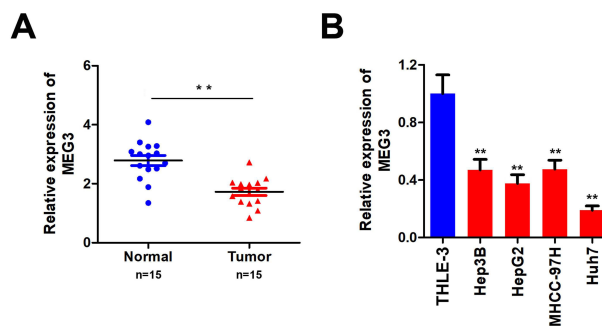 A
Relative expression of
MEG3
6
4
2
0
**
Normal
Tumor
n=15
n=15
B
Relative expression of
MEG3
1.2
0.8
0.4
0.0
**
**
**
**
THLE-3
Hep3B
HepG2
MHCC-97H
Huh7